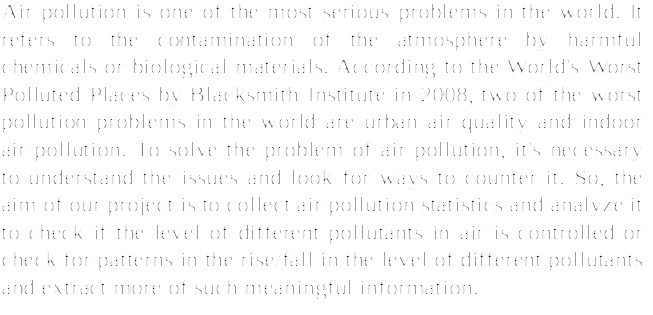 Air pollution is one of the most serious problems in the world. It
refers to the contamination of the atmosphere by harmful
chemicals or biological materials. According to the World's Worst
Polluted Places by Blacksmith Institute in 2008, two of the worst
pollution problems in the world are urban air quality and indoor
air pollution. To solve the problem of air pollution, it's necessary
to understand the issues and look for ways to counter it. So, the
aim of our project is to collect air pollution statistics and analyze it
to check if the level of different pollutants in air is controlled or
check for patterns in the rise/fall in the level of different pollutants
and extract more of such meaningful information.